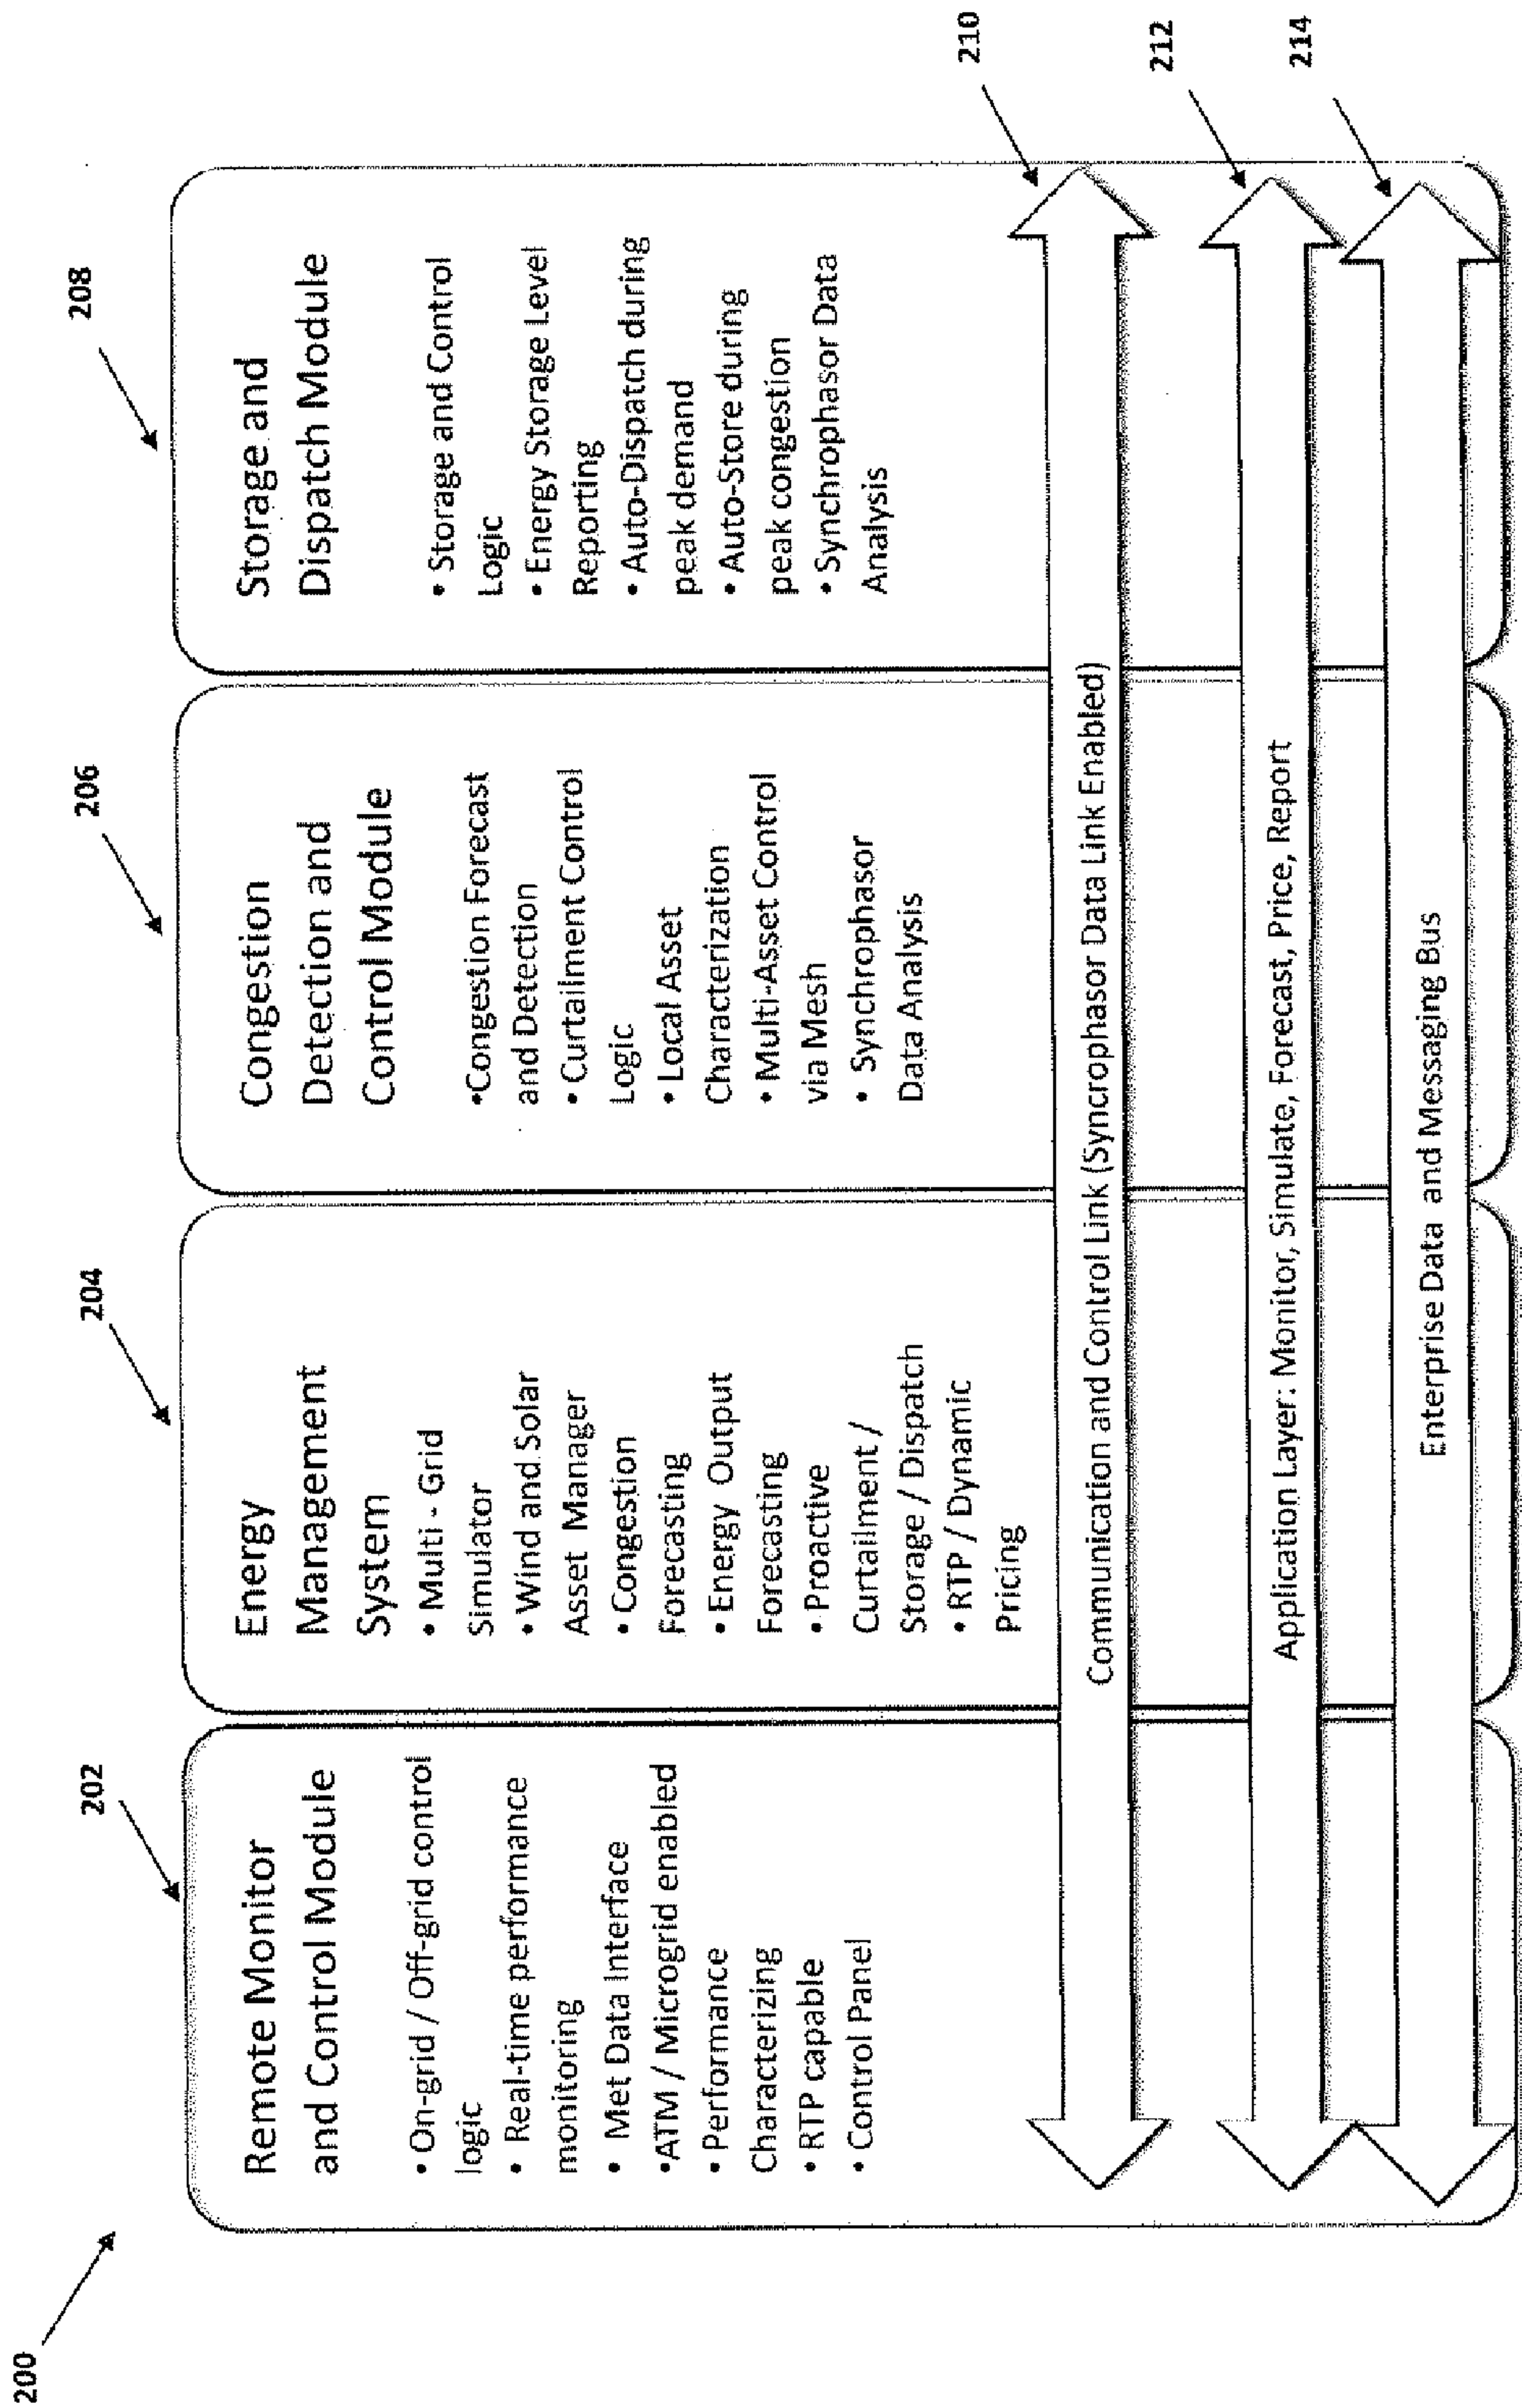 200
202
Remote Monitor
and Control Module
• On-grid / Off-grid control
logic
• Real-time performance
monitoring
• Met Data Interface
•ATM / Microgrid enabled
• Performance
Characterizing
• RTP capable
• Control Panel
204
Energy
Management
System
• Multi - Grid
Simulator
• Wind and Solar
Asset Manager
• Congestion
Forecasting
• Energy Output
Forecasting
• Proactive
Curtailment /
Storage / Dispatch
• RTP / Dynamic
Pricing
206
Congestion
Detection and
Control Module
•Congestion Forecast
and Detection
• Curtailment Control
Logic
• Local Asset
Characterization
• Multi-Asset Control
via Mesh
• Synchrophasor
Data Analysis
208
Storage and
Dispatch Module
• Storage and Control
Logic
• Energy Storage Level
Reporting
• Auto-Dispatch during
peak demand
• Auto-Store during
peak congestion
• Synchrophasor Data
Analysis
210
Communication and Control Link (Syncrophasor Data Link Enabled)
212
Application Layer: Monitor, Simulate, Forecast, Price, Report
214
Enterprise Data and Messaging Bus